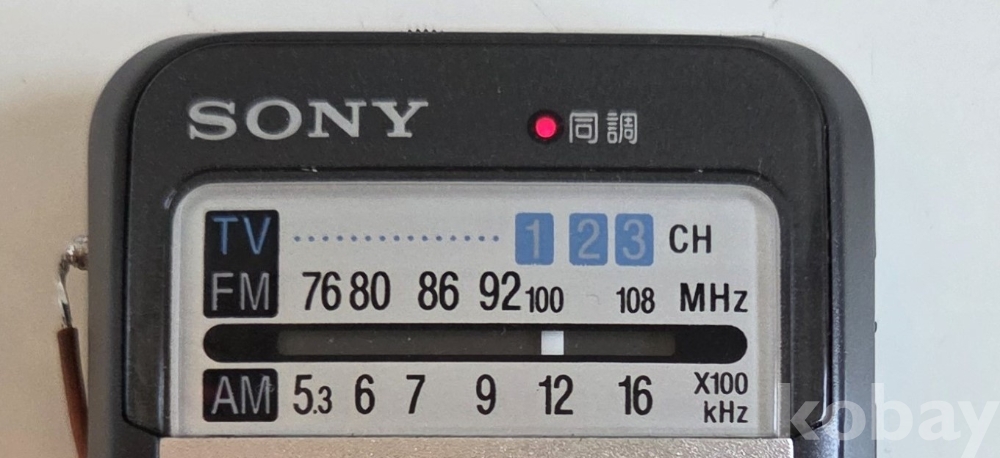 SONY 同調
TV 1 2 3 CH
FM 76 80 86 92 100 108 MHz
AM 5.3 6 7 9 12 16 X100 kHz
kobay